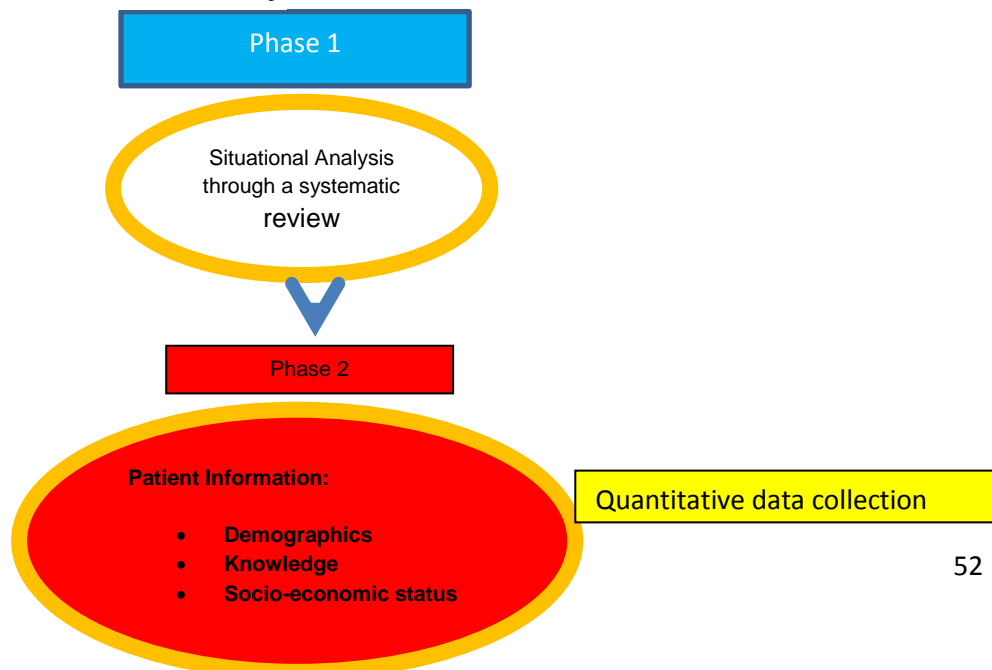 Phase 1
Situational Analysis
through a systematic
review
Phase 2
Patient Information:
• Demographics
• Knowledge
• Socio-economic status
Quantitative data collection
52